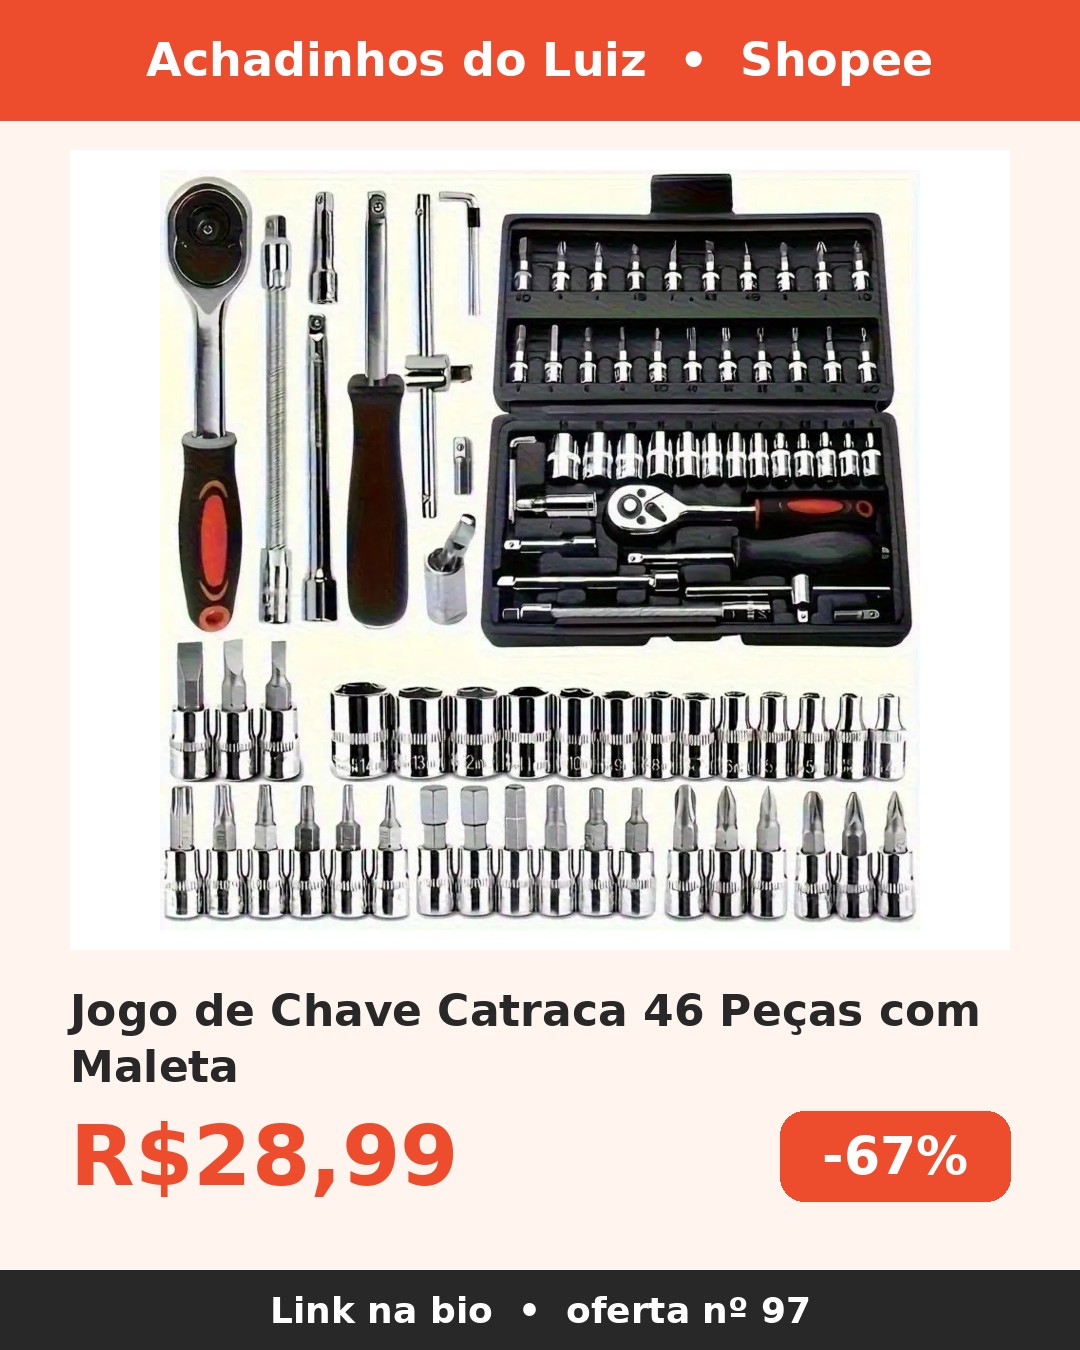 Achadinhos do Luiz • Shopee
Jogo de Chave Catraca 46 Peças com
Maleta
R$28,99
-67%
Link na bio • oferta nº 97